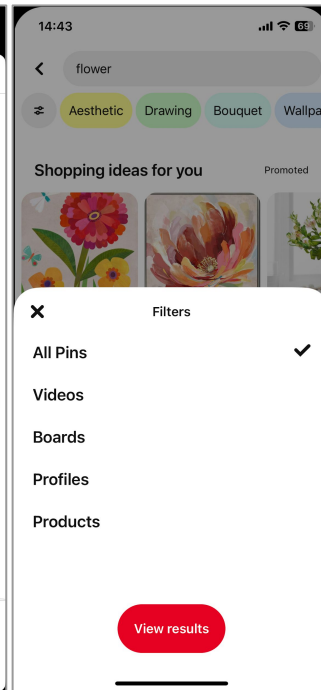 14:43
69
flower
Aesthetic Drawing Bouquet Wallpa
Shopping ideas for you Promoted
Filters
All Pins
Videos
Boards
Profiles
Products
View results